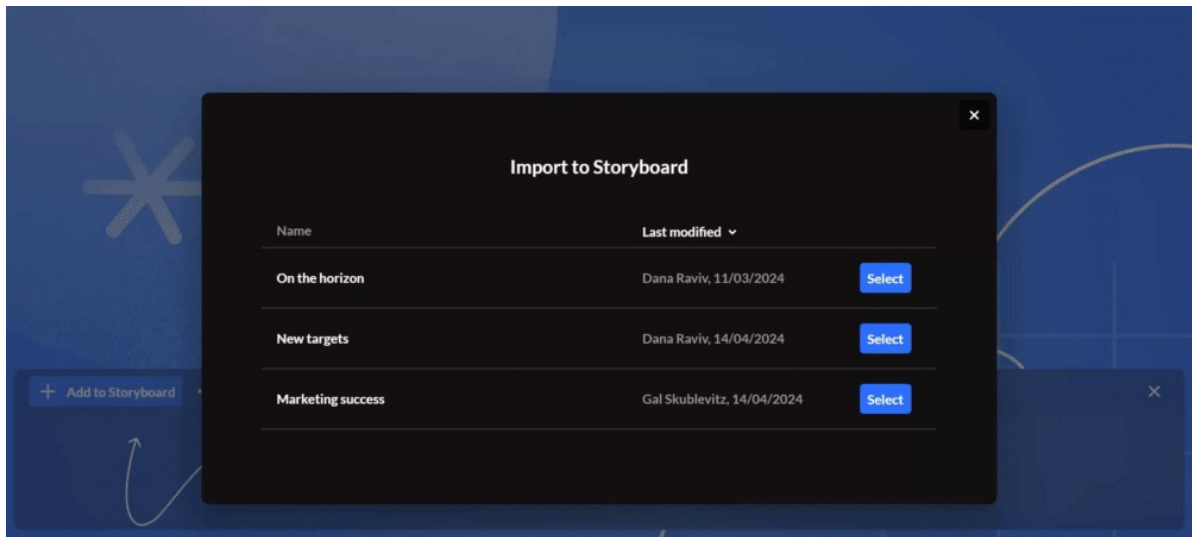 Import to Storyboard
Name Last modified
On the horizon Dana Raviv, 11/03/2024 Select
New targets Dana Raviv, 14/04/2024 Select
Marketing success Gal Skublevitz, 14/04/2024 Select
Add to Storyboard